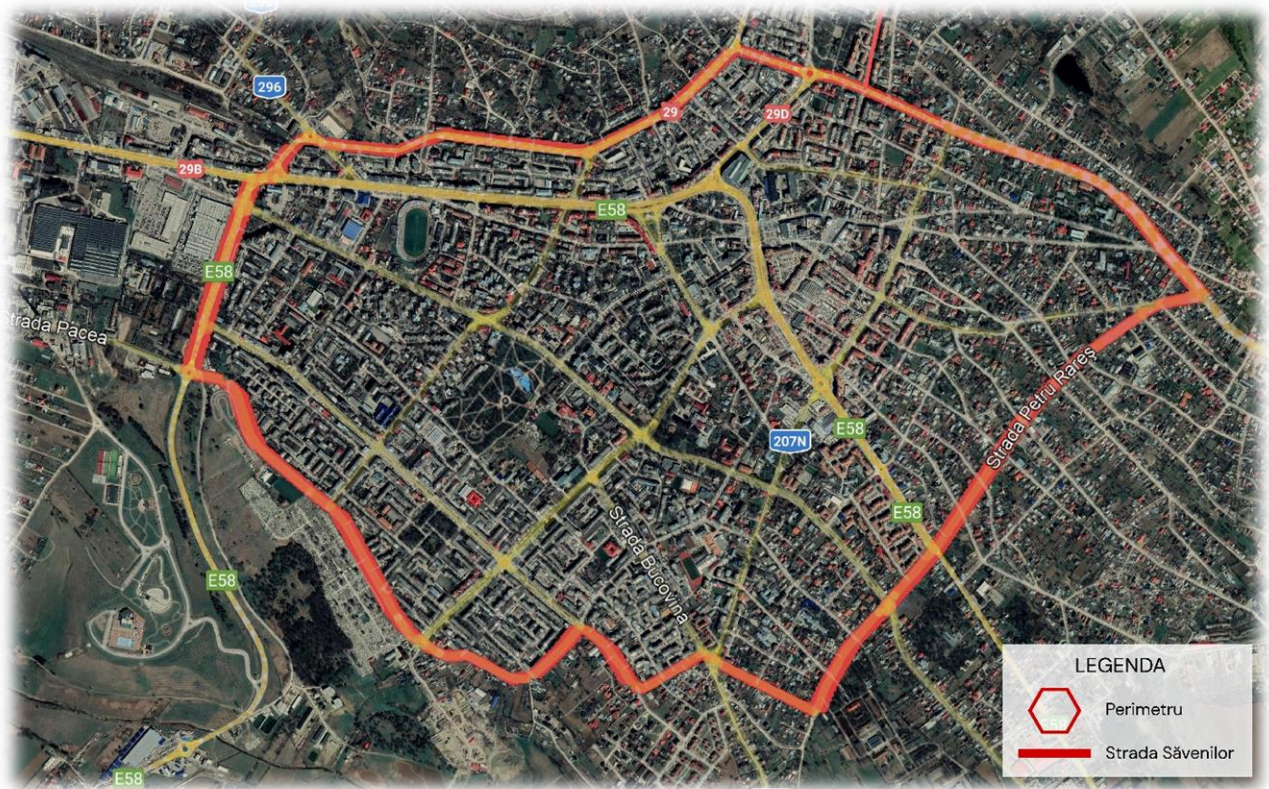 296
29
29D
29B
E58
E58
Strada Pacea
Strada Petru Rareș
207N
E58
E58
Strada Bucovina
E58
E58
LEGENDA
Perimetru
Strada Săvenilor